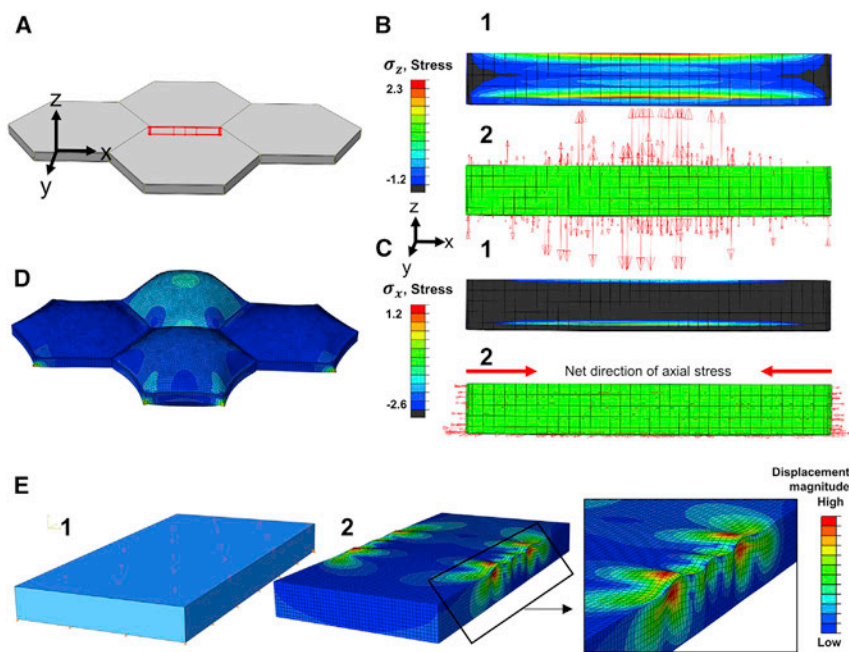 A
z
x
y
B
1
σz, Stress
2.3
-1.2
2
z
x
y
C
1
σx, Stress
1.2
-2.6
2
Net direction of axial stress
D
E
1
2
Displacement
magnitude
High
Low